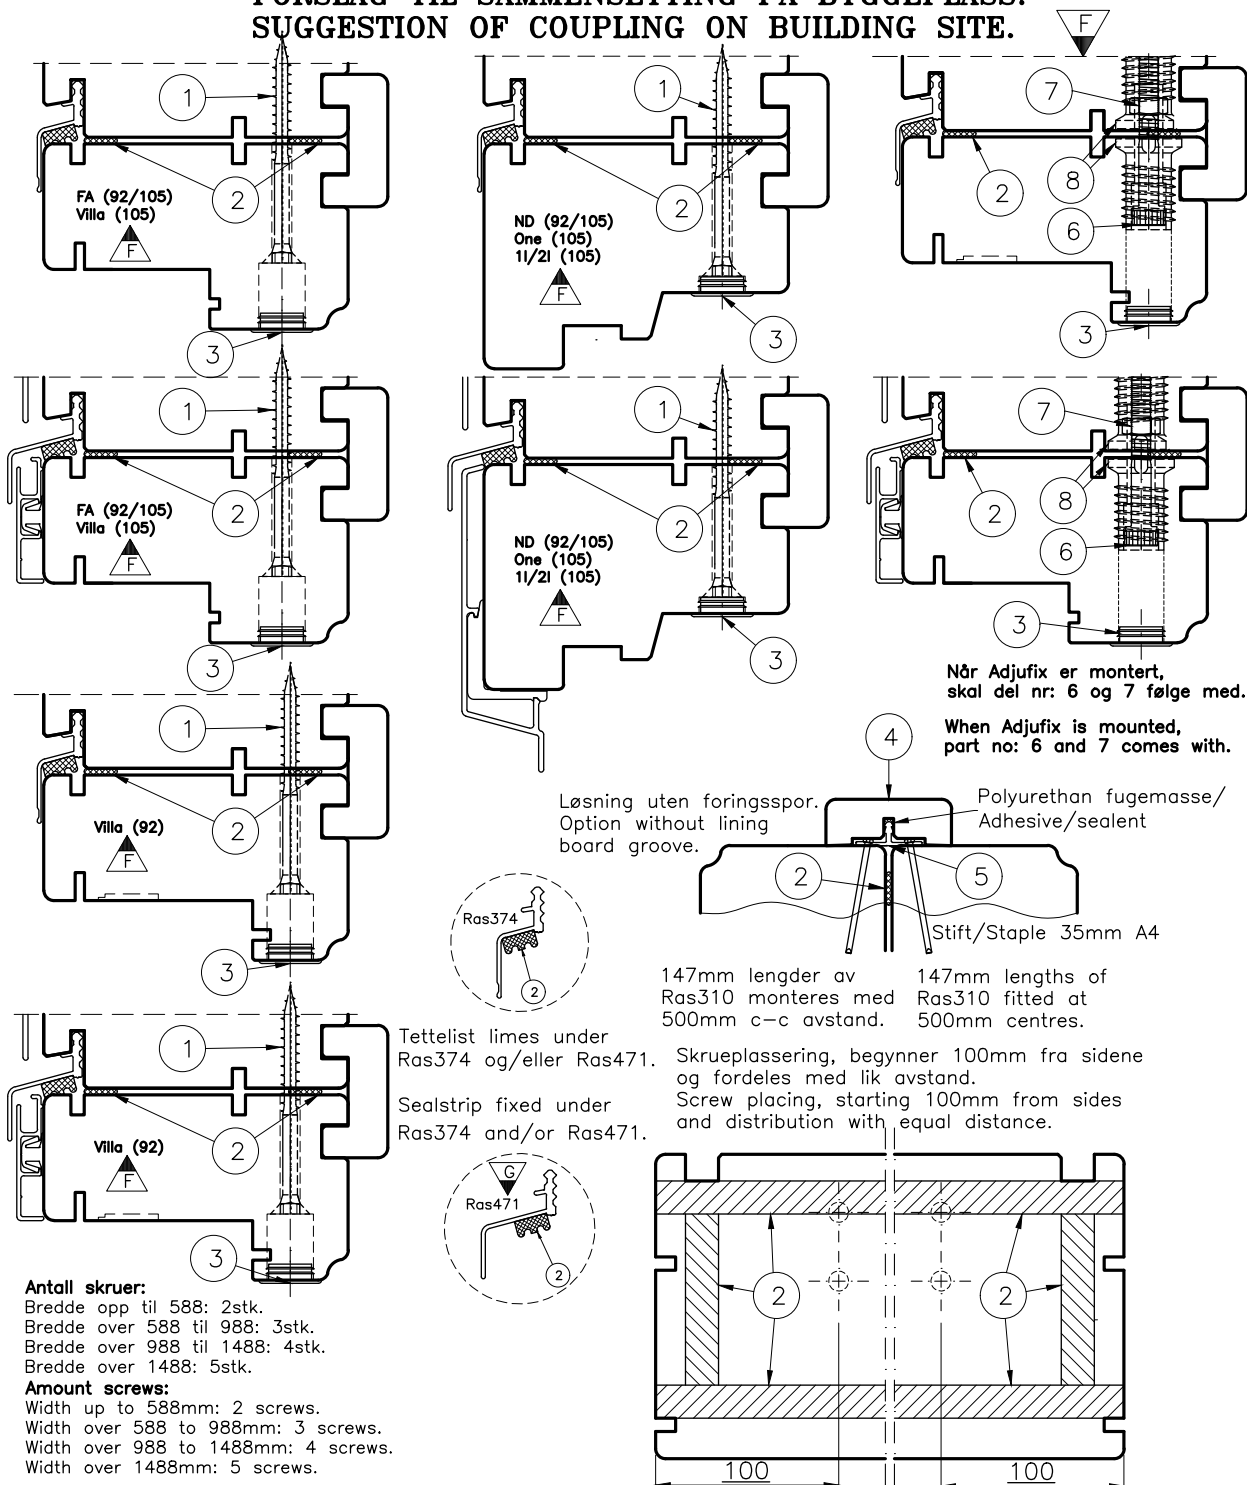 FORSLAG TIL SAMMENSETTING PÅ BYGGEPLASS.
SUGGESTION OF COUPLING ON BUILDING SITE.
F
1
2
FA (92/105)
Villa (105)
F
3
1
2
ND (92/105)
One (105)
1l/2l (105)
F
3
7
2
8
6
3
1
2
FA (92/105)
Villa (105)
F
3
1
2
ND (92/105)
One (105)
1l/2l (105)
F
3
7
2
8
6
3
Når Adjufix er montert,
skal del nr: 6 og 7 følge med.
When Adjufix is mounted,
part no: 6 and 7 comes with.
1
2
Villa (92)
F
3
4
Løsning uten foringsspor.
Option without lining
board groove.
Polyurethan fugemasse/
Adhesive/sealent
2
5
Stift/Staple 35mm A4
147mm lengder av
Ras310 monteres med
500mm c-c avstand.
147mm lengths of
Ras310 fitted at
500mm centres.
Ras374
2
Tettelist limes under
Ras374 og/eller Ras471.
Sealstrip fixed under
Ras374 and/or Ras471.
G
Ras471
2
1
2
Villa (92)
F
3
Skrueplassering, begynner 100mm fra sidene
og fordeles med lik avstand.
Screw placing, starting 100mm from sides
and distribution with equal distance.
2
2
100
100
Antall skruer:
Bredde opp til 588: 2stk.
Bredde over 588 til 988: 3stk.
Bredde over 988 til 1488: 4stk.
Bredde over 1488: 5stk.
Amount screws:
Width up to 588mm: 2 screws.
Width over 588 to 988mm: 3 screws.
Width over 988 to 1488mm: 4 screws.
Width over 1488mm: 5 screws.